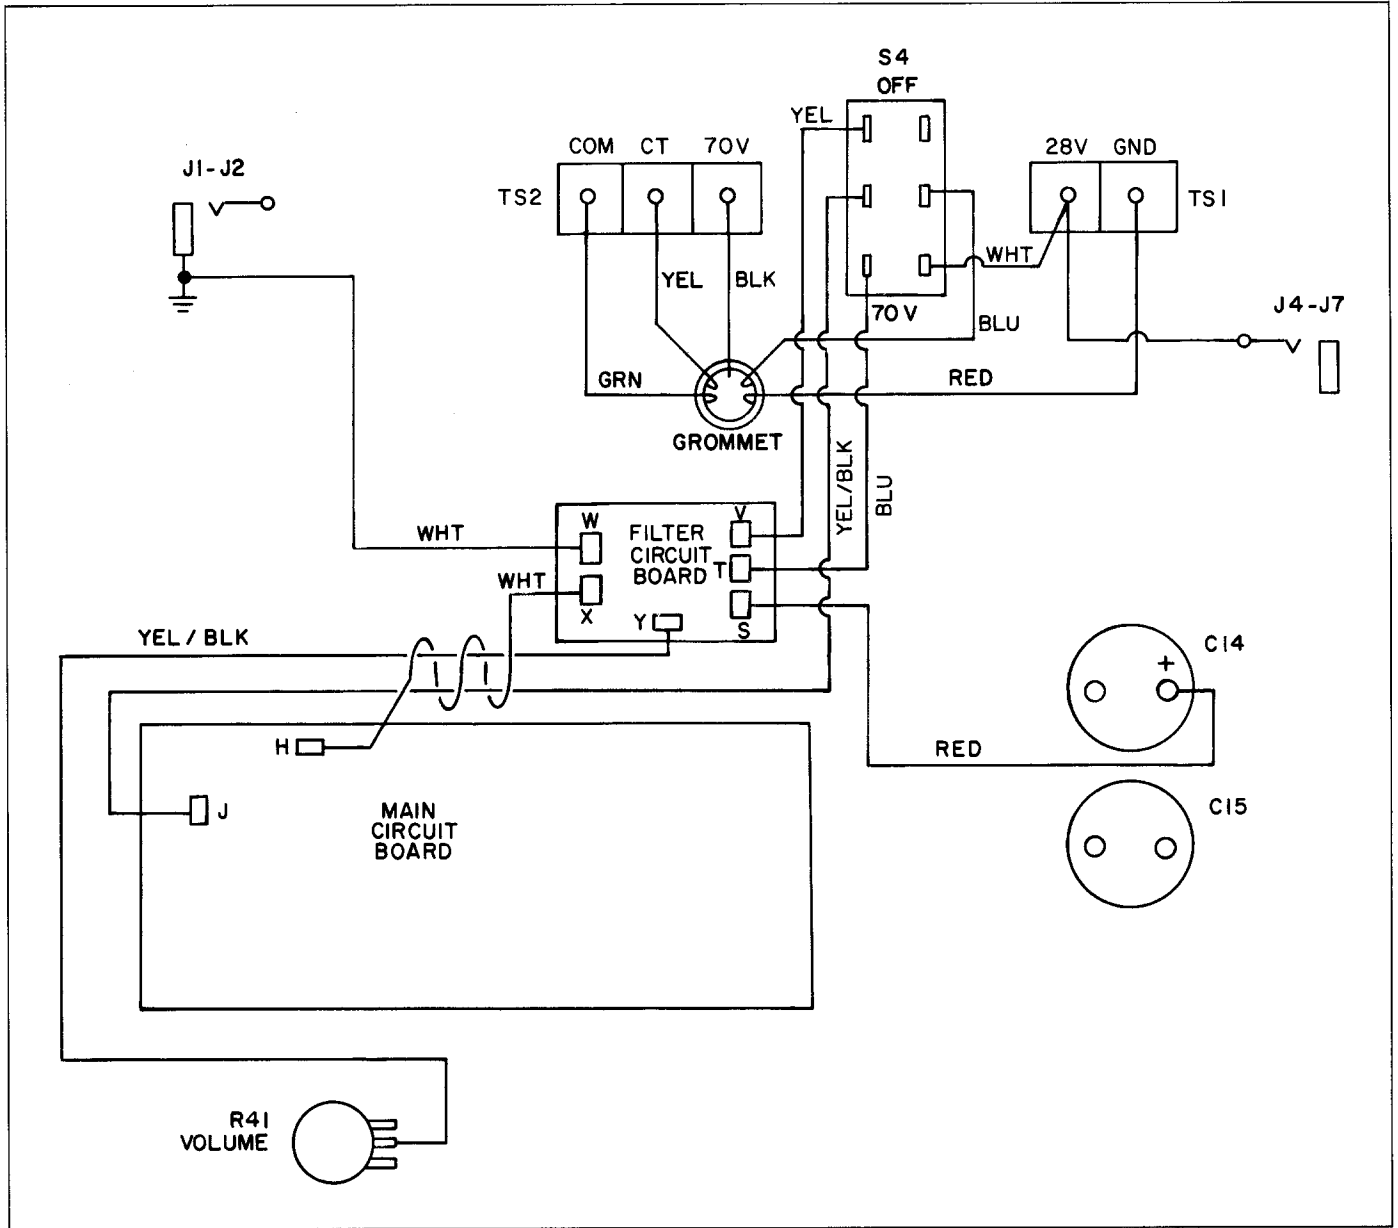 S4
OFF
YEL
COM CT 70V
28V GND
J1-J2
TS2
TS1
WHT
YEL BLK
70V
BLU
J4-J7
GRN
RED
GROMMET
YEL/BLK
BLU
WHT
W
FILTER
CIRCUIT
BOARD
V
T
WHT
X
Y
S
YEL / BLK
C14
+
H
RED
J
MAIN
CIRCUIT
BOARD
C15
R41
VOLUME